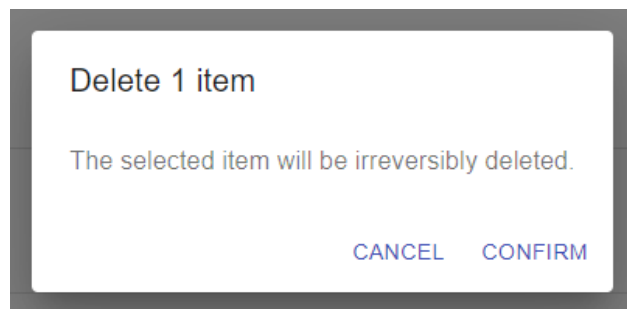 Delete 1 item
The selected item will be irreversibly deleted.
CANCEL CONFIRM